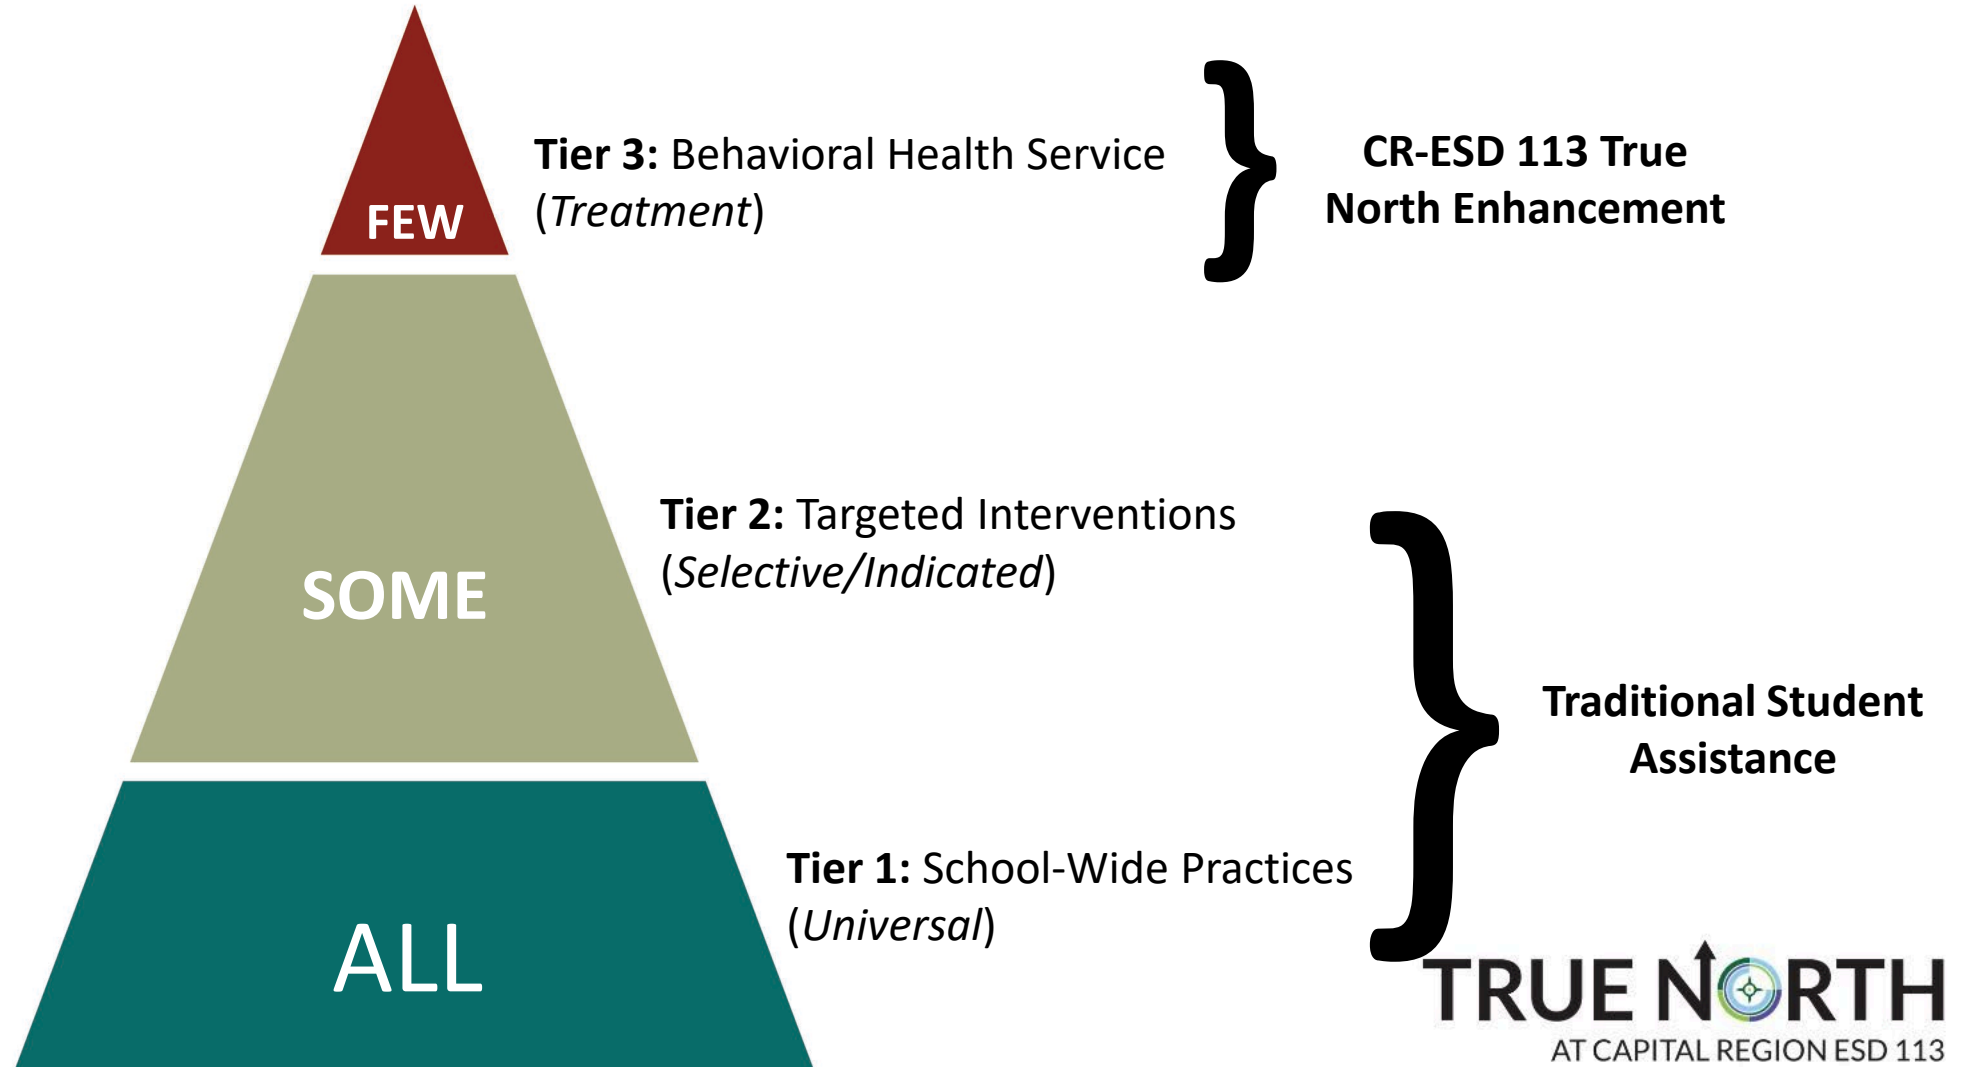 FEW
Tier 3: Behavioral Health Service
(Treatment)
CR-ESD 113 True
North Enhancement
SOME
Tier 2: Targeted Interventions
(Selective/Indicated)
Traditional Student
Assistance
ALL
Tier 1: School-Wide Practices
(Universal)
TRUE NORTH
AT CAPITAL REGION ESD 113